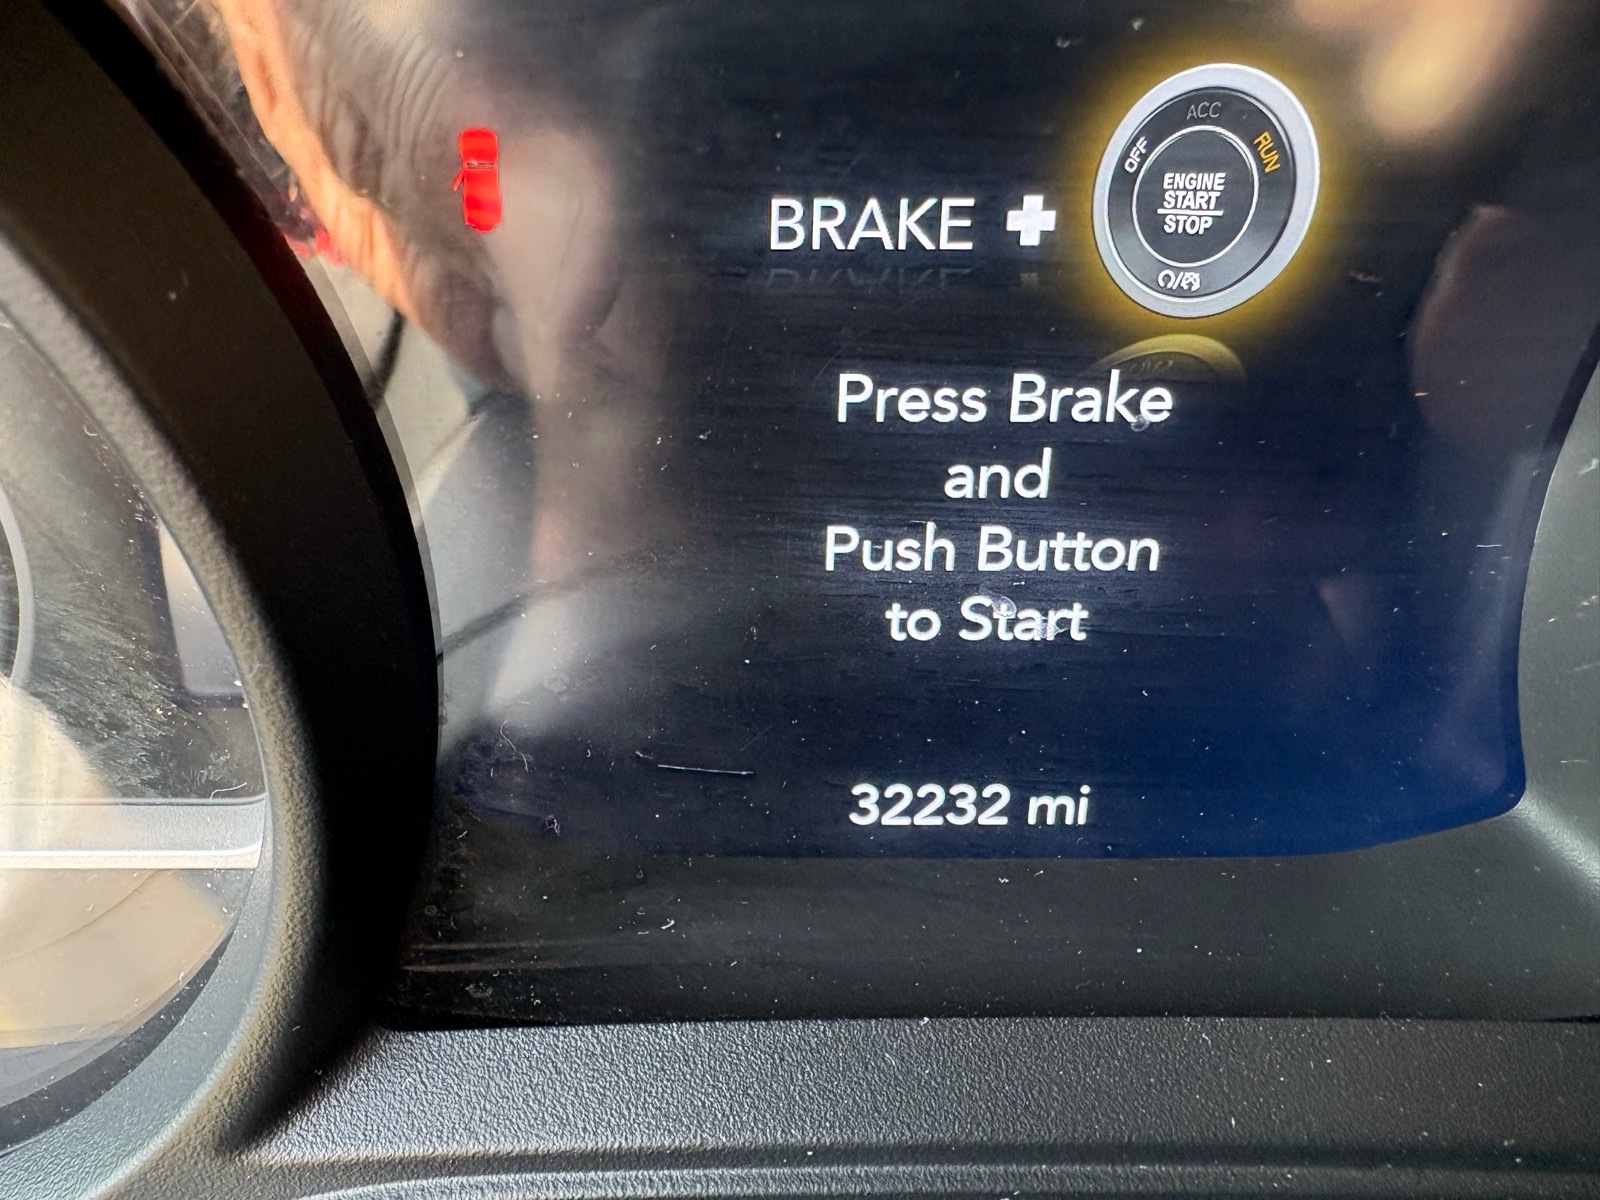 ACC
OFF
RUN
ENGINE
START
STOP
BRAKE +
Press Brake
and
Push Button
to Start
32232 mi